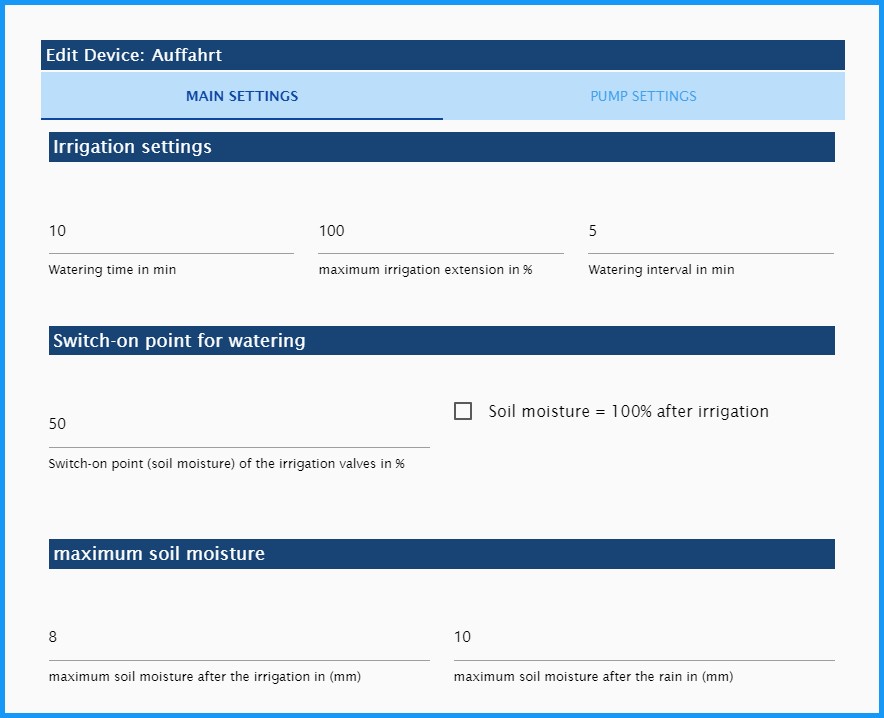 Edit Device: Auffahrt
MAIN SETTINGS
PUMP SETTINGS
Irrigation settings
10
100
5
Watering time in min
maximum irrigation extension in %
Watering interval in min
Switch-on point for watering
Soil moisture = 100% after irrigation
50
Switch-on point (soil moisture) of the irrigation valves in %
maximum soil moisture
8
10
maximum soil moisture after the irrigation in (mm)
maximum soil moisture after the rain in (mm)